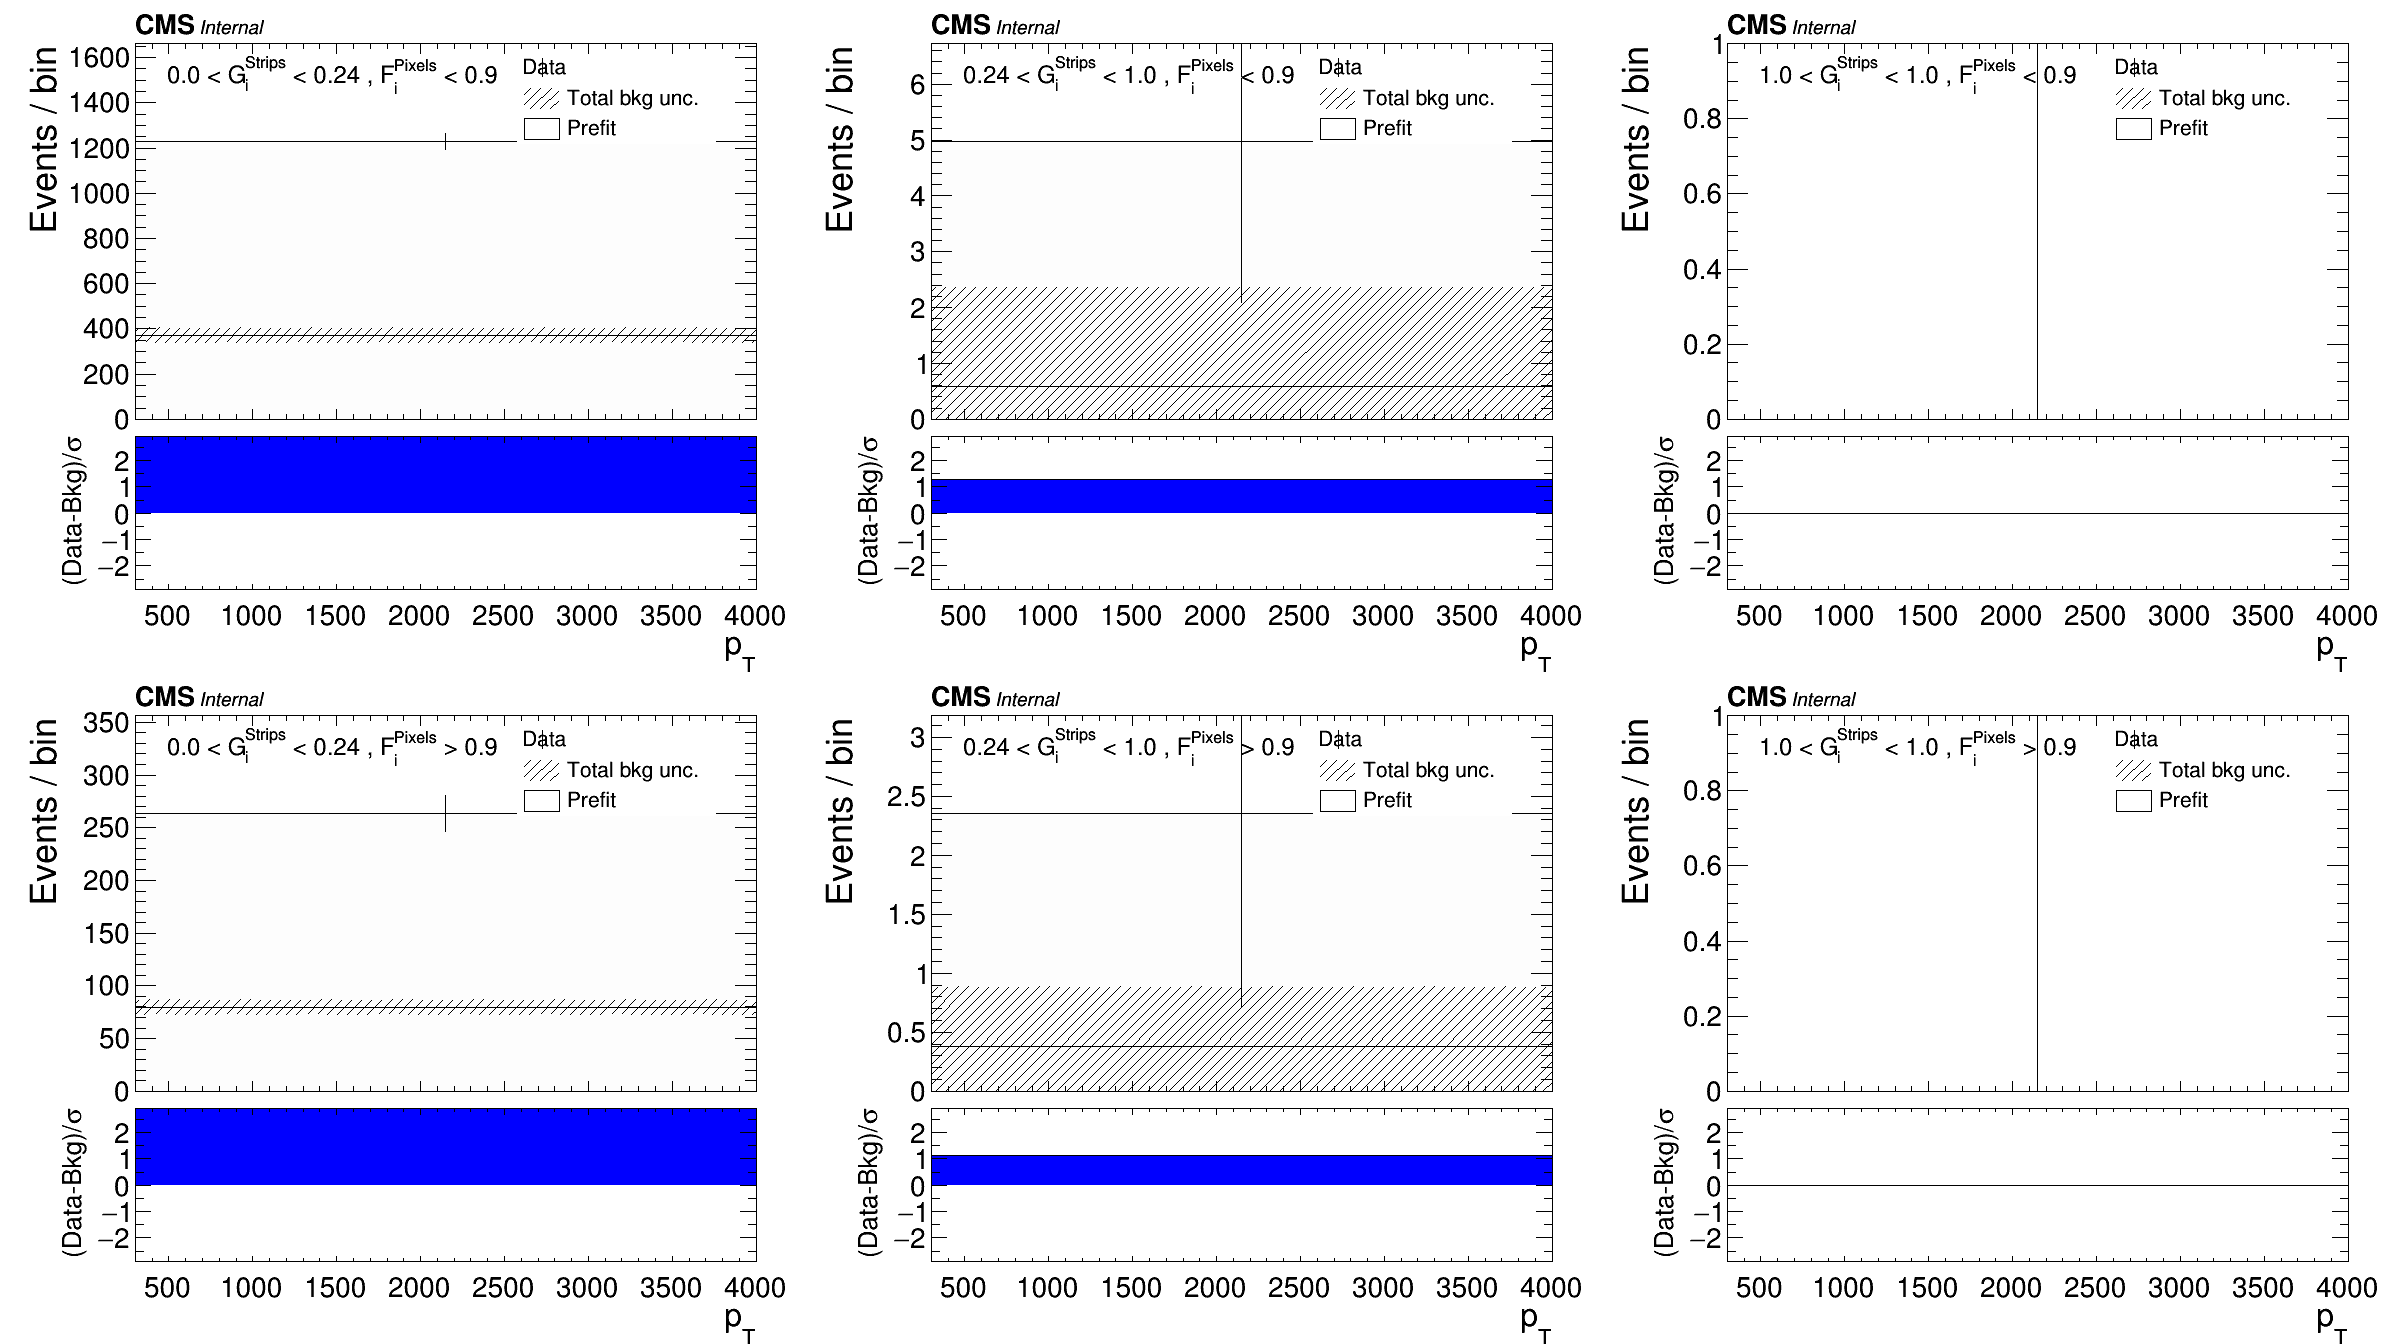 CMS Internal
Events / bin
1600
1400
1200
1000
800
600
400
200
0
0.0 < G_i^Strips < 0.24 , F_i^Pixels < 0.9
Data
Total bkg unc.
Prefit
(Data-Bkg)/σ
2
1
0
−1
−2
500 1000 1500 2000 2500 3000 3500 4000
p_T
CMS Internal
Events / bin
6
5
4
3
2
1
0
0.24 < G_i^Strips < 1.0 , F_i^Pixels < 0.9
Data
Total bkg unc.
Prefit
(Data-Bkg)/σ
2
1
0
−1
−2
500 1000 1500 2000 2500 3000 3500 4000
p_T
CMS Internal
Events / bin
1
0.8
0.6
0.4
0.2
0
1.0 < G_i^Strips < 1.0 , F_i^Pixels < 0.9
Data
Total bkg unc.
Prefit
(Data-Bkg)/σ
2
1
0
−1
−2
500 1000 1500 2000 2500 3000 3500 4000
p_T
CMS Internal
Events / bin
350
300
250
200
150
100
50
0
0.0 < G_i^Strips < 0.24 , F_i^Pixels > 0.9
Data
Total bkg unc.
Prefit
(Data-Bkg)/σ
2
1
0
−1
−2
500 1000 1500 2000 2500 3000 3500 4000
p_T
CMS Internal
Events / bin
3
2.5
2
1.5
1
0.5
0
0.24 < G_i^Strips < 1.0 , F_i^Pixels > 0.9
Data
Total bkg unc.
Prefit
(Data-Bkg)/σ
2
1
0
−1
−2
500 1000 1500 2000 2500 3000 3500 4000
p_T
CMS Internal
Events / bin
1
0.8
0.6
0.4
0.2
0
1.0 < G_i^Strips < 1.0 , F_i^Pixels > 0.9
Data
Total bkg unc.
Prefit
(Data-Bkg)/σ
2
1
0
−1
−2
500 1000 1500 2000 2500 3000 3500 4000
p_T